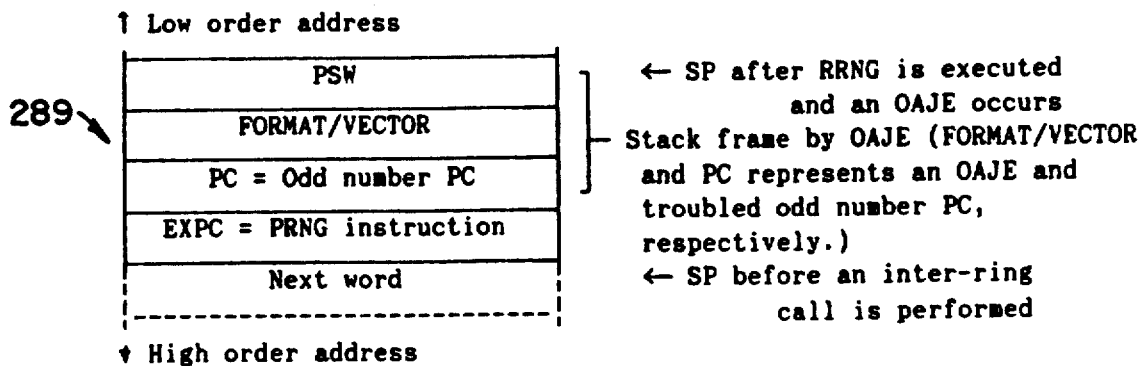 ↑ Low order address
PSW
← SP after RRNG is executed
and an OAJE occurs
289
FORMAT/VECTOR
Stack frame by OAJE (FORMAT/VECTOR
PC = Odd number PC
and PC represents an OAJE and
troubled odd number PC,
EXPC = PRNG instruction
respectively.)
Next word
← SP before an inter-ring
call is performed
↓ High order address